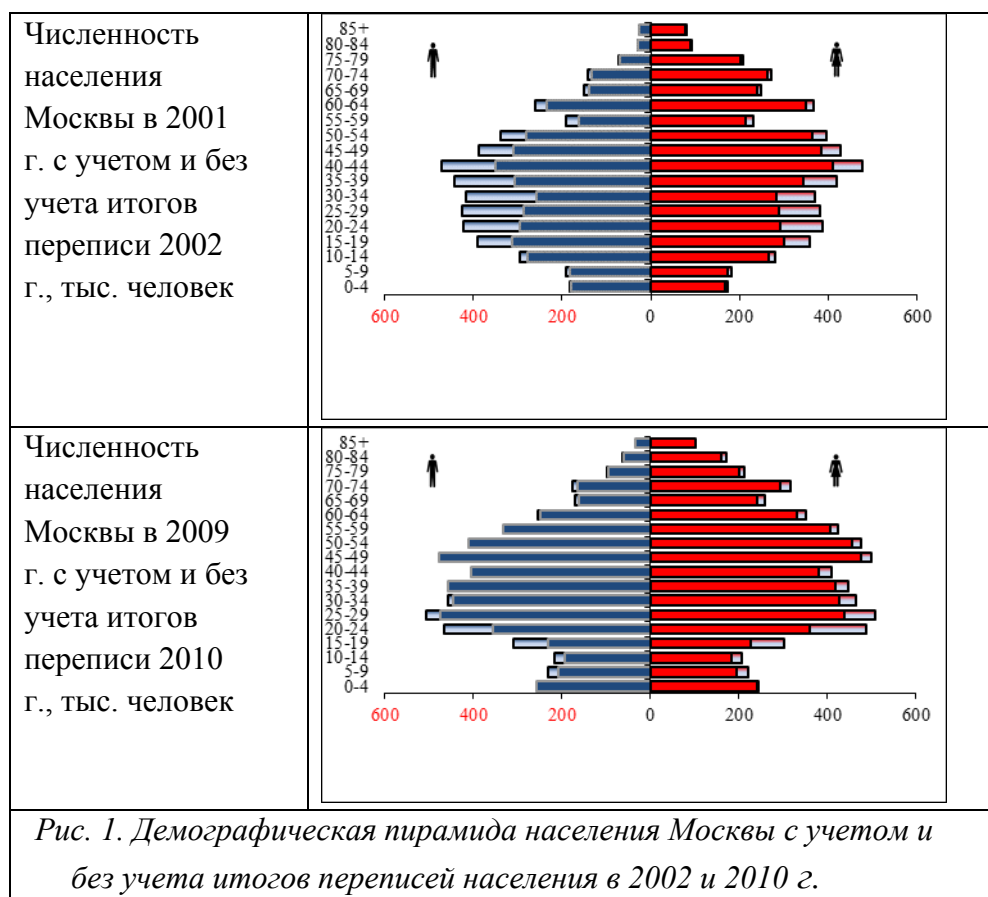 Численность
населения
Москвы в 2001
г. с учетом и без
учета итогов
переписи 2002
г., тыс. человек
85+
80-84
75-79
70-74
65-69
60-64
55-59
50-54
45-49
40-44
35-39
30-34
25-29
20-24
15-19
10-14
5-9
0-4
600 400 200 0 200 400 600
Численность
населения
Москвы в 2009
г. с учетом и без
учета итогов
переписи 2010
г., тыс. человек
85+
80-84
75-79
70-74
65-69
60-64
55-59
50-54
45-49
40-44
35-39
30-34
25-29
20-24
15-19
10-14
5-9
0-4
600 400 200 0 200 400 600
Рис. 1. Демографическая пирамида населения Москвы с учетом и
без учета итогов переписей населения в 2002 и 2010 г.